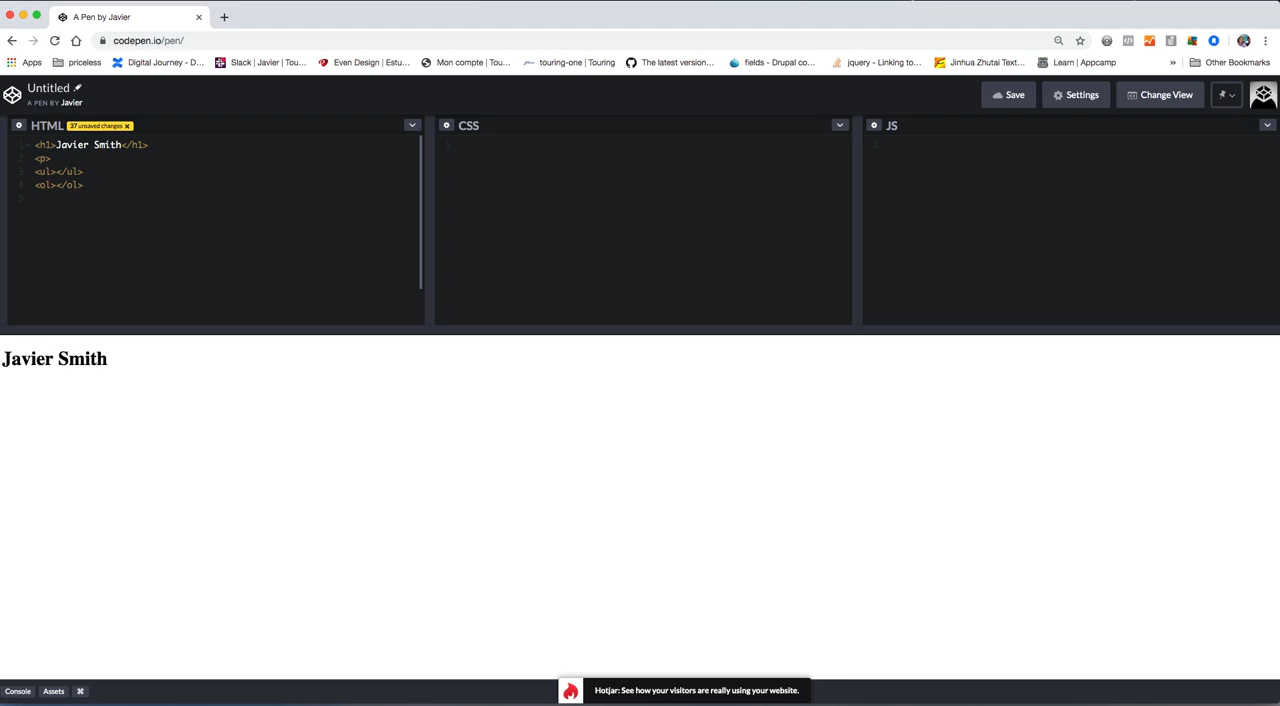 A Pen by Javier
codepen.io/pen/
Apps priceless Digital Journey - D... Slack | Javier | Tou... Even Design | Estu... Mon compte | Tou... touring-one | Touring The latest version... fields - Drupal co... jquery - Linking to... Jinhua Zhutai Text... Learn | Appcamp » Other Bookmarks
Untitled
A PEN BY Javier
Save Settings Change View
HTML 37 unsaved changes x
CSS
JS
1 <h1>Javier Smith</h1>
2 <p>
3 <ul></ul>
4 <ol></ol>
5
1
1
Javier Smith
Console Assets ⌘
Hotjar: See how your visitors are really using your website.